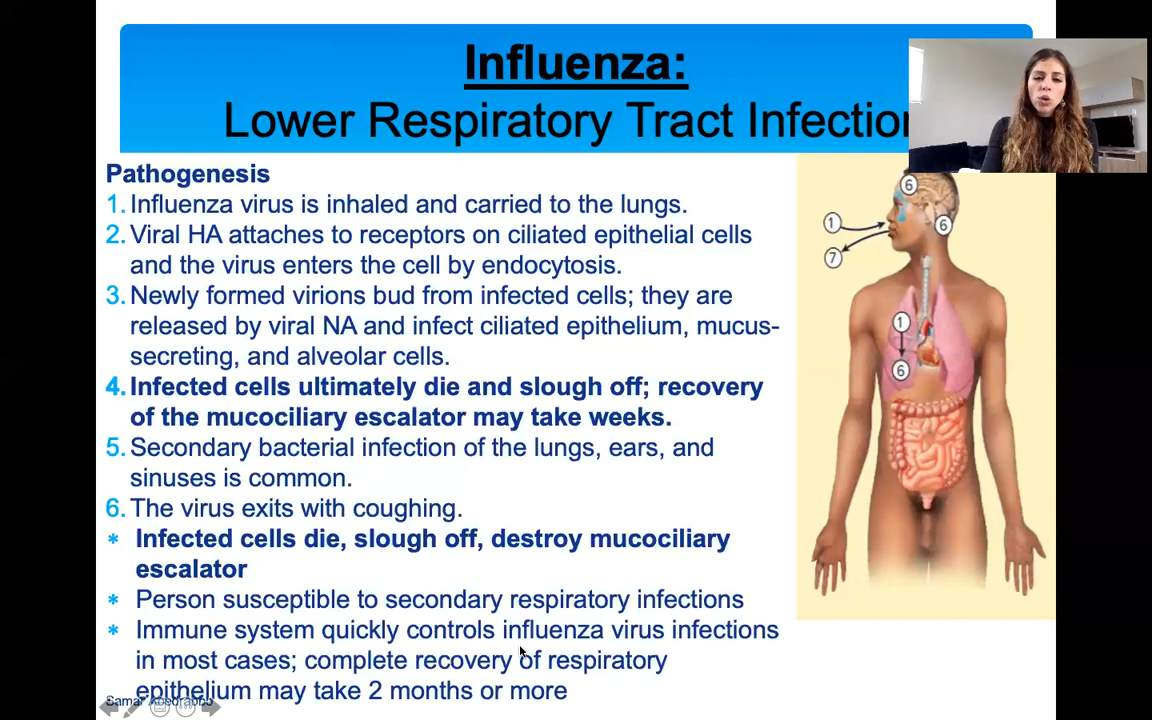 Influenza:
Lower Respiratory Tract Infection
Pathogenesis
1. Influenza virus is inhaled and carried to the lungs.
2. Viral HA attaches to receptors on ciliated epithelial cells
and the virus enters the cell by endocytosis.
3. Newly formed virions bud from infected cells; they are
released by viral NA and infect ciliated epithelium, mucus-
secreting, and alveolar cells.
4. Infected cells ultimately die and slough off; recovery
of the mucociliary escalator may take weeks.
5. Secondary bacterial infection of the lungs, ears, and
sinuses is common.
6. The virus exits with coughing.
* Infected cells die, slough off, destroy mucociliary
escalator
* Person susceptible to secondary respiratory infections
* Immune system quickly controls influenza virus infections
in most cases; complete recovery of respiratory
epithelium may take 2 months or more
Samar
6
1
6
7
1
6